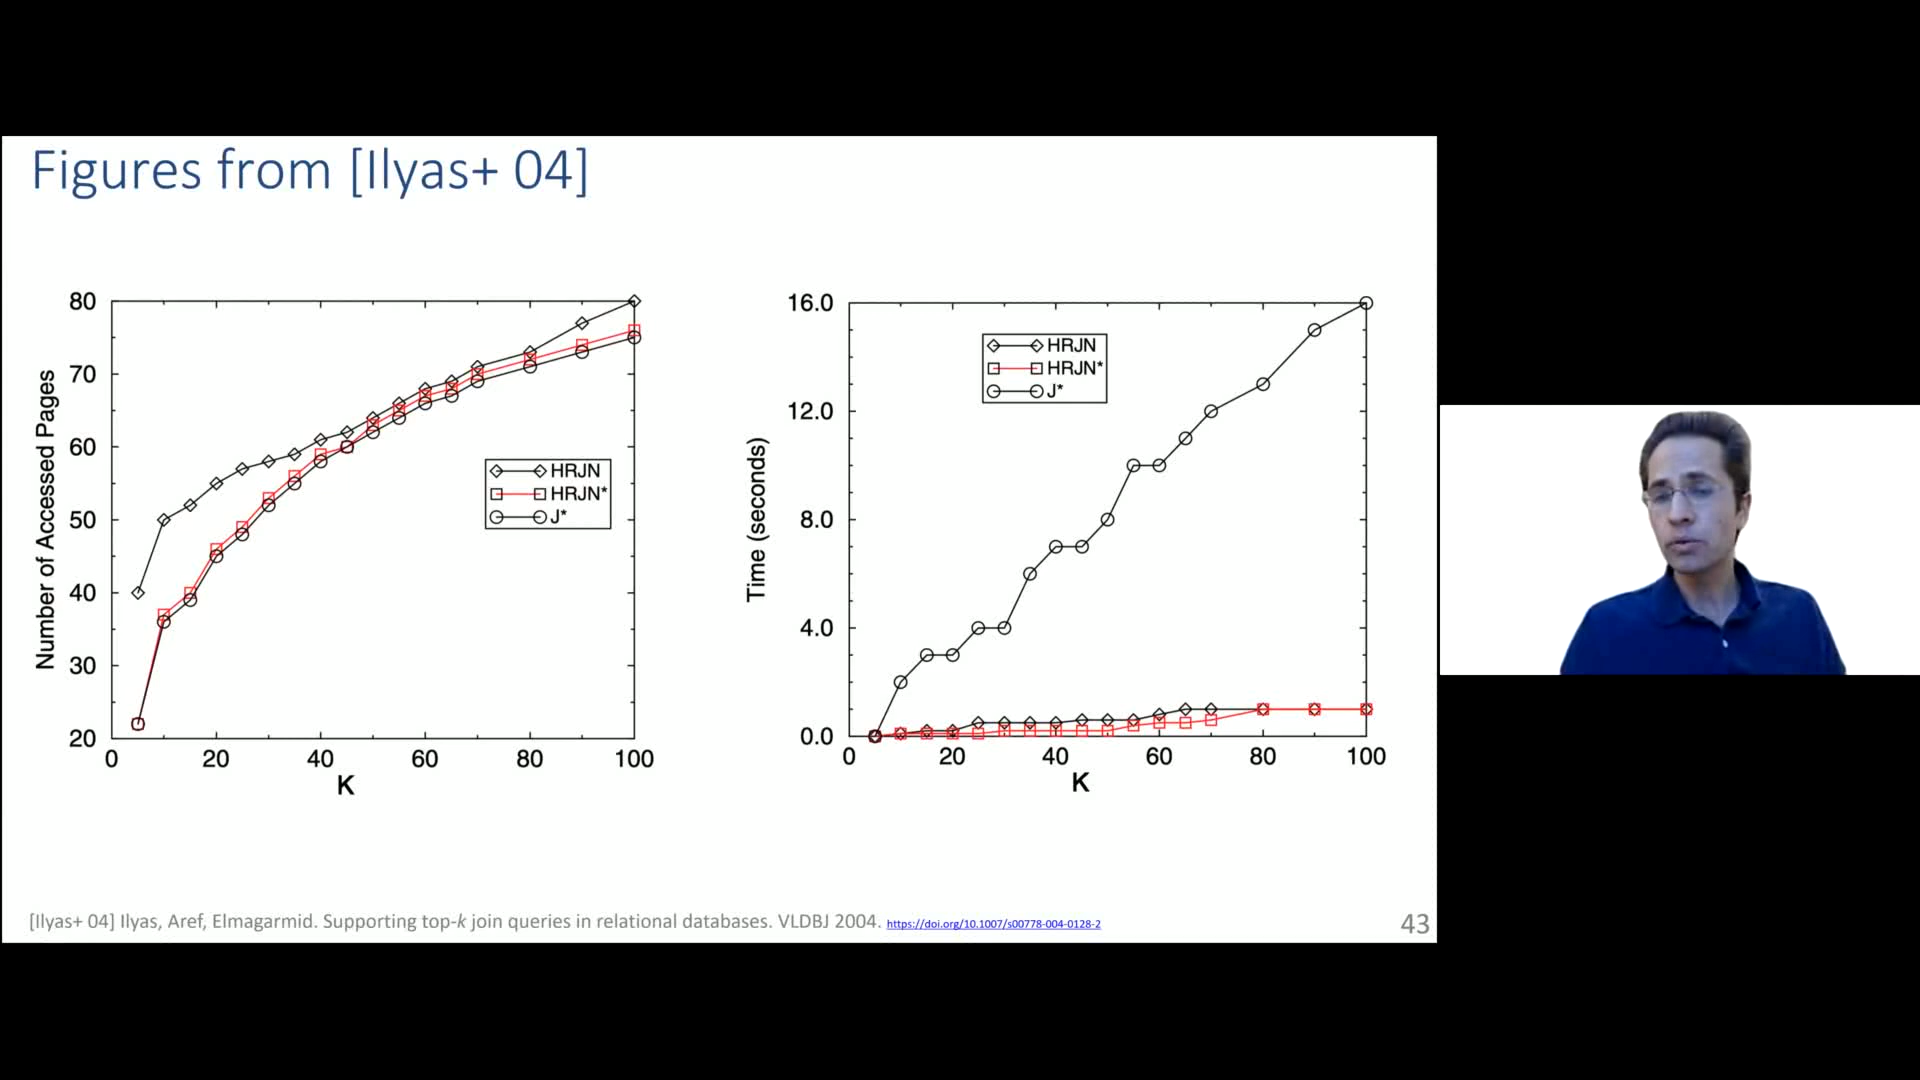 Figures from [Ilyas+ 04]
80
70
60
50
40
30
20
Number of Accessed Pages
HRJN
HRJN*
J*
0 20 40 60 80 100
K
16.0
12.0
8.0
4.0
0.0
Time (seconds)
HRJN
HRJN*
J*
0 20 40 60 80 100
K
[Ilyas+ 04] Ilyas, Aref, Elmagarmid. Supporting top-k join queries in relational databases. VLDBJ 2004. https://doi.org/10.1007/s00778-004-0128-2
43